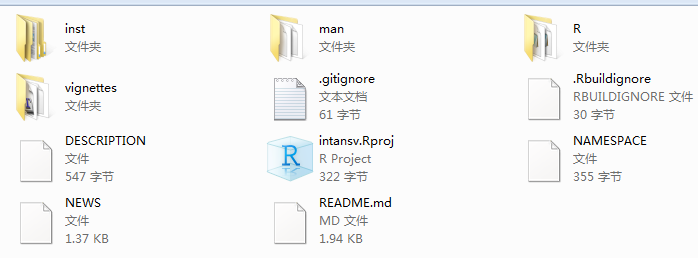 inst
文件夹
man
文件夹
R
文件夹
vignettes
文件夹
.gitignore
文本文档
61 字节
.Rbuildignore
RBUILDIGNORE 文件
30 字节
DESCRIPTION
文件
547 字节
R
intansv.Rproj
R Project
322 字节
NAMESPACE
文件
355 字节
NEWS
文件
1.37 KB
README.md
MD 文件
1.94 KB